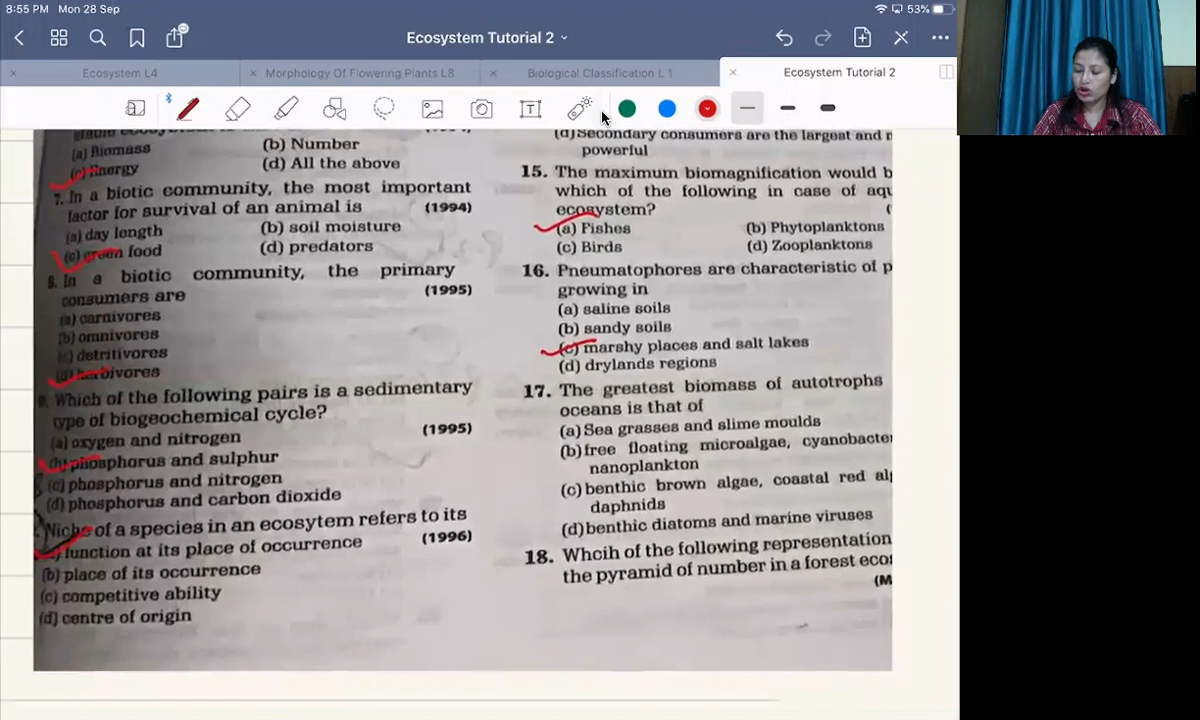 8:55 PM Mon 28 Sep
53%
Ecosystem Tutorial 2
Ecosystem L4
Morphology Of Flowering Plants L8
Biological Classification L 1
Ecosystem Tutorial 2
(a) Biomass
(b) Number
(c) Energy
(d) All the above
7. In a biotic community, the most important
factor for survival of an animal is (1994)
(a) day length
(b) soil moisture
(c) green food
(d) predators
8. In a biotic community, the primary
consumers are (1995)
(a) carnivores
(b) omnivores
(c) detritivores
(d) herbivores
9. Which of the following pairs is a sedimentary
type of biogeochemical cycle?
(1995)
(a) oxygen and nitrogen
(b) phosphorus and sulphur
(c) phosphorus and nitrogen
(d) phosphorus and carbon dioxide
Niche of a species in an ecosytem refers to its
function at its place of occurrence (1996)
(b) place of its occurrence
(c) competitive ability
(d) centre of origin
(d) Secondary consumers are the largest and
powerful
15. The maximum biomagnification would b
which of the following in case of aqu
ecosystem?
(a) Fishes
(b) Phytoplanktons
(c) Birds
(d) Zooplanktons
16. Pneumatophores are characteristic of p
growing in
(a) saline soils
(b) sandy soils
(c) marshy places and salt lakes
(d) drylands regions
17. The greatest biomass of autotrophs
oceans is that of
(a) Sea grasses and slime moulds
(b) free floating microalgae, cyanobacte
nanoplankton
(c) benthic brown algae, coastal red al
daphnids
(d) benthic diatoms and marine viruses
18. Whcih of the following representation
the pyramid of number in a forest eco
(M